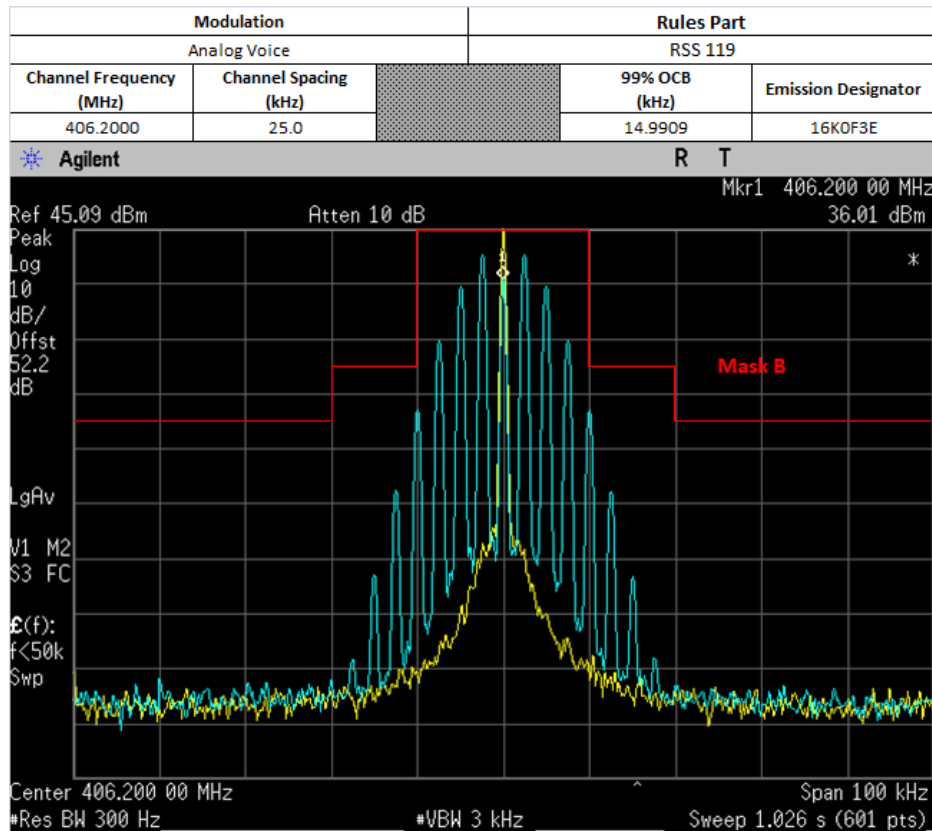 Modulation Rules Part
Analog Voice RSS 119
Channel Frequency (MHz) Channel Spacing (kHz) 99% OCB (kHz) Emission Designator
406.2000 25.0 14.9909 16K0F3E
Agilent R T
Mkr1 406.200 00 MHz
Ref 45.09 dBm Atten 10 dB 36.01 dBm
Peak
Log
10
dB/
Offst
52.2
dB
Mask B
LgAv
V1 M2
S3 FC
£(f):
f<50k
Swp
1
*
Center 406.200 00 MHz ^ Span 100 kHz
#Res BW 300 Hz #VBW 3 kHz Sweep 1.026 s (601 pts)